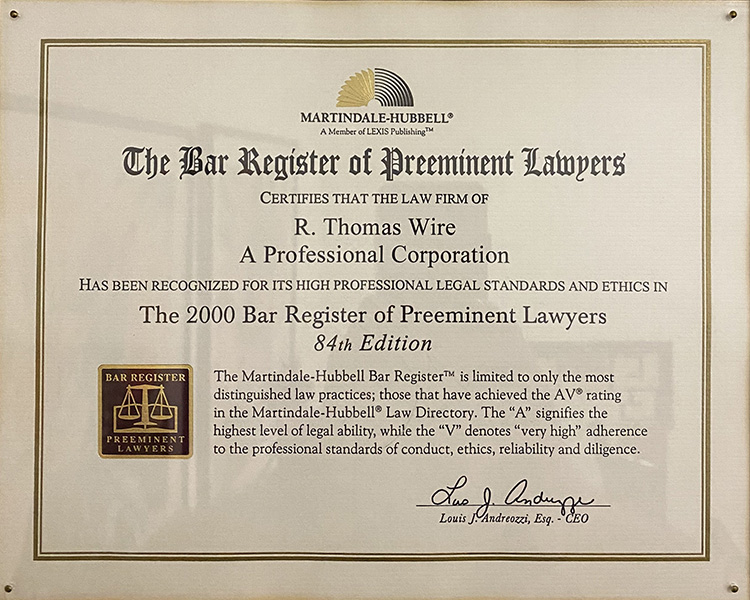 MARTINDALE-HUBBELL®
A Member of LEXIS Publishing™
The Bar Register of Preeminent Lawyers
CERTIFIES THAT THE LAW FIRM OF
R. Thomas Wire
A Professional Corporation
HAS BEEN RECOGNIZED FOR ITS HIGH PROFESSIONAL LEGAL STANDARDS AND ETHICS IN
The 2000 Bar Register of Preeminent Lawyers
84th Edition
BAR REGISTER
PREEMINENT
LAWYERS
The Martindale-Hubbell Bar Register™ is limited to only the most
distinguished law practices; those that have achieved the AV® rating
in the Martindale-Hubbell® Law Directory. The "A" signifies the
highest level of legal ability, while the "V" denotes "very high" adherence
to the professional standards of conduct, ethics, reliability and diligence.
Louis J. Andreozzi, Esq. - CEO